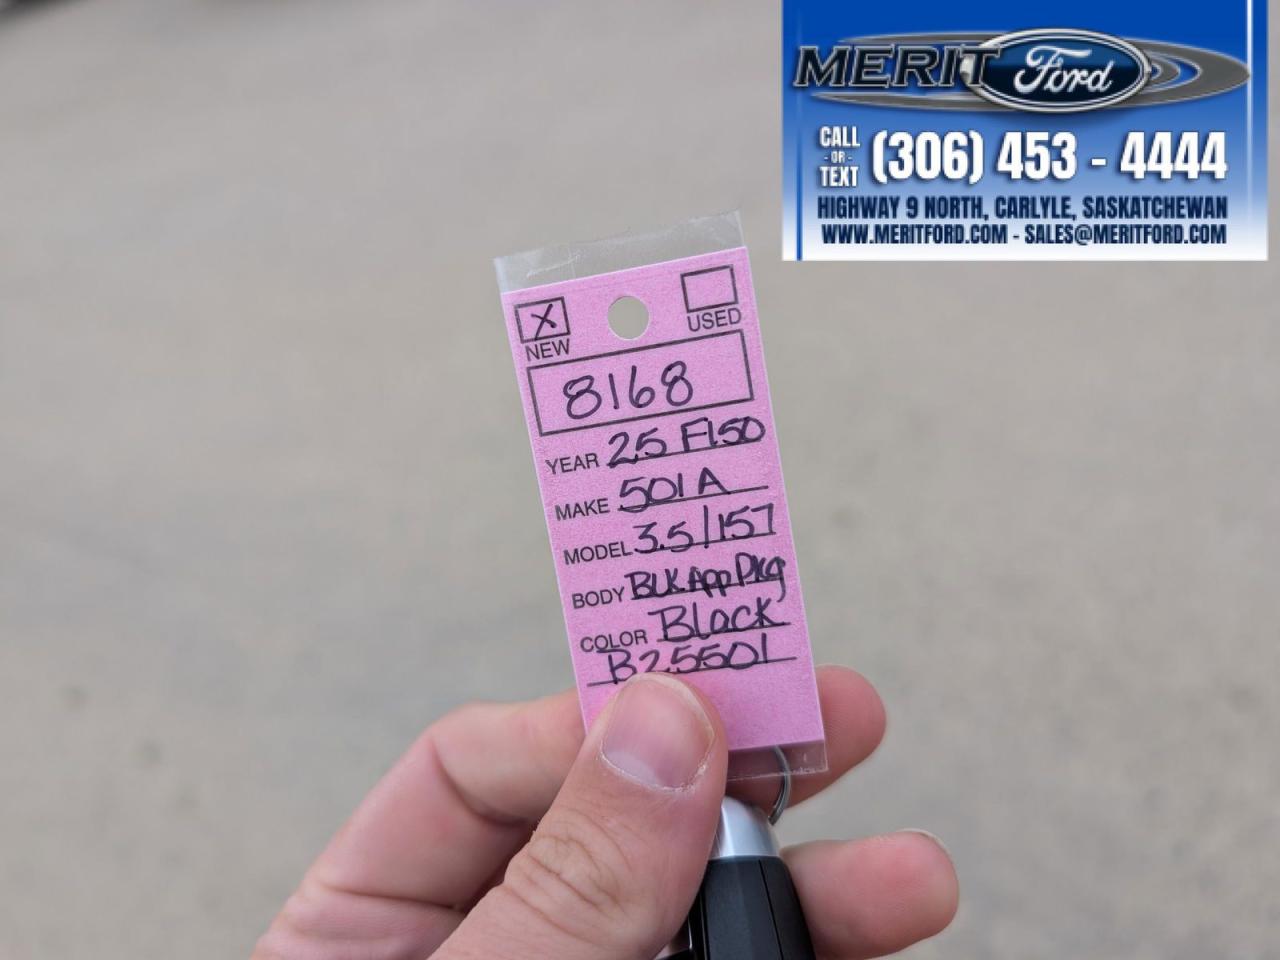 MERIT Ford
CALL
- OR -
TEXT
(306) 453 - 4444
HIGHWAY 9 NORTH, CARLYLE, SASKATCHEWAN
WWW.MERITFORD.COM - SALES@MERITFORD.COM
X
NEW
USED
8168
YEAR 25 F150
MAKE 501A
MODEL 3.5/157
BODY BLK App Pkg
COLOR Black
B25501